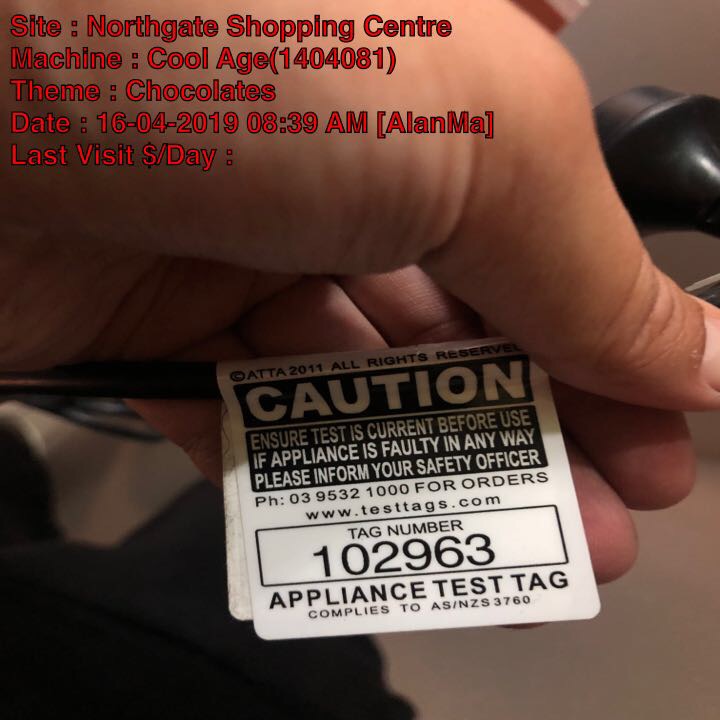 Site : Northgate Shopping Centre
Machine : Cool Age(1404081)
Theme : Chocolates
Date : 16-04-2019 08:39 AM [AlanMa]
Last Visit $/Day :
©ATTA 2011 ALL RIGHTS RESERVED
CAUTION
ENSURE TEST IS CURRENT BEFORE USE
IF APPLIANCE IS FAULTY IN ANY WAY
PLEASE INFORM YOUR SAFETY OFFICER
Ph: 03 9532 1000 FOR ORDERS
www.testtags.com
TAG NUMBER
102963
APPLIANCE TEST TAG
COMPLIES TO AS/NZS 3760